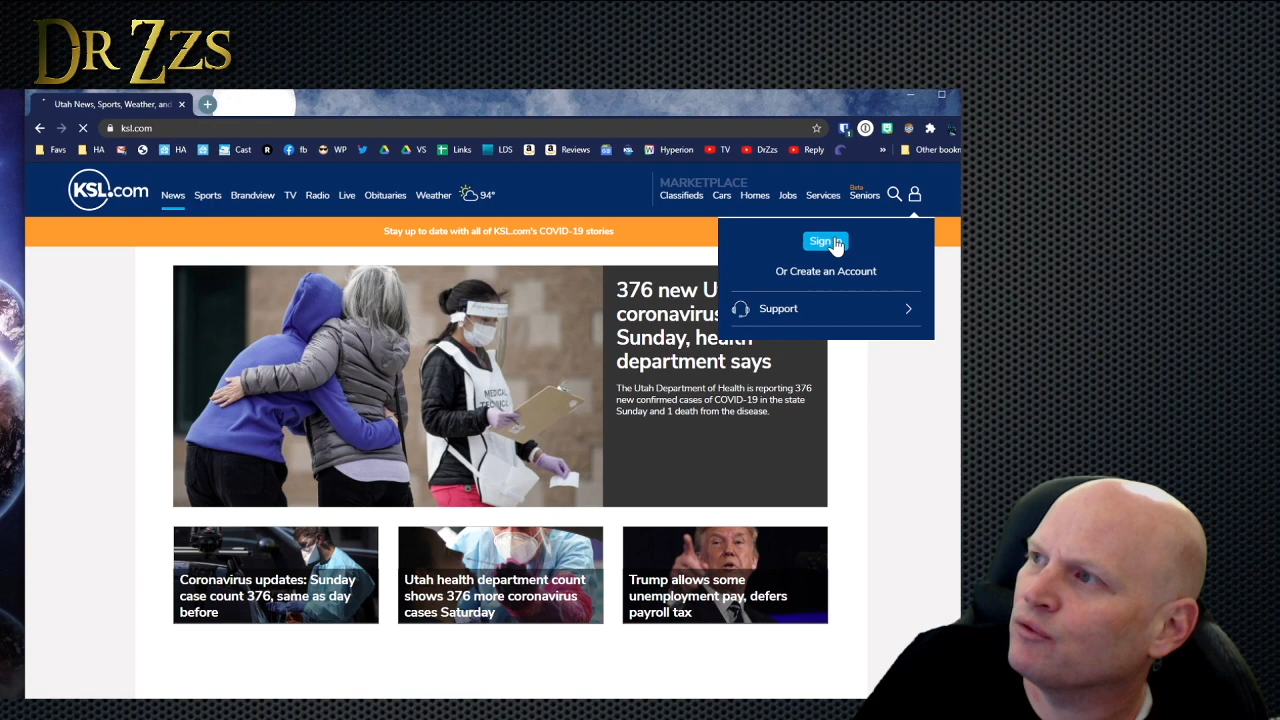 DR ZZS
Utah News, Sports, Weather, and
ksl.com
Favs HA HA Cast fb WP VS Links LDS Reviews Hyperion TV DrZzs Reply » Other bookm
KSL.com News Sports Brandview TV Radio Live Obituaries Weather 94°
MARKETPLACE
Beta
Classifieds Cars Homes Jobs Services Seniors
Stay up to date with all of KSL.com's COVID-19 stories
Sign
Or Create an Account
Support
376 new U
coronavirus
Sunday, health
department says
The Utah Department of Health is reporting 376
new confirmed cases of COVID-19 in the state
Sunday and 1 death from the disease.
MEDICAL
Coronavirus updates: Sunday
case count 376, same as day
before
Utah health department count
shows 376 more coronavirus
cases Saturday
Trump allows some
unemployment pay, defers
payroll tax